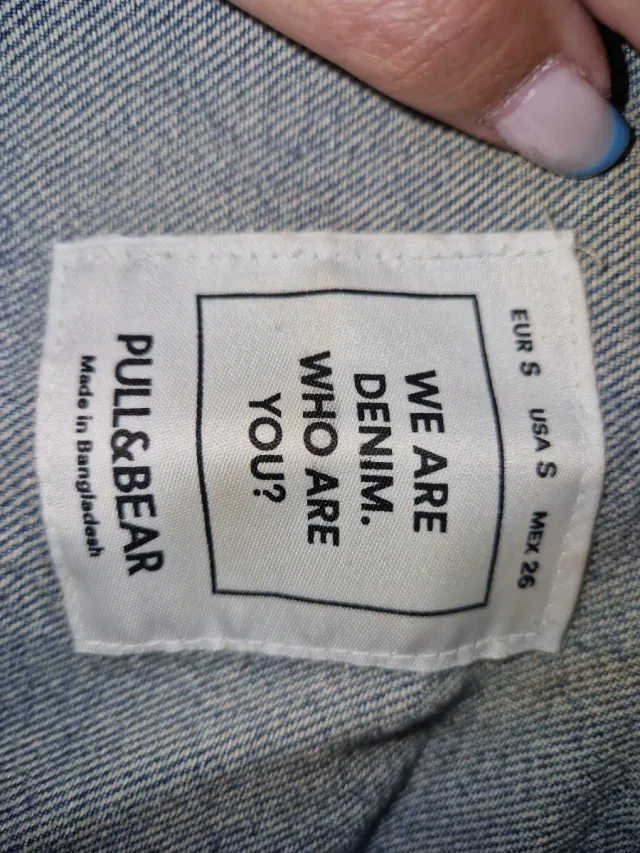 EUR S USA S MEX 26
WE ARE
DENIM.
WHO ARE
YOU?
PULL&BEAR
Made in Bangladesh